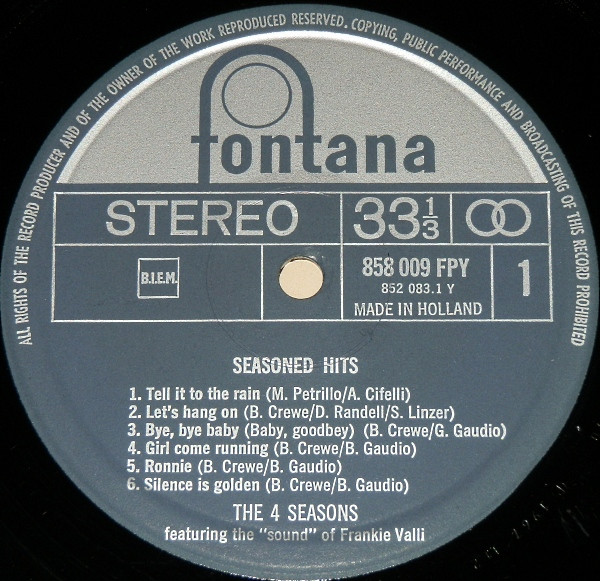 ALL RIGHTS OF THE RECORD PRODUCER AND OF THE OWNER OF THE WORK REPRODUCED RESERVED. COPYING, PUBLIC PERFORMANCE AND BROADCASTING OF THIS RECORD PROHIBITED
fontana
STEREO 33 1/3
B.I.E.M. 858 009 FPY 1
852 083.1 Y
MADE IN HOLLAND
SEASONED HITS
1. Tell it to the rain (M. Petrillo/A. Cifelli)
2. Let's hang on (B. Crewe/D. Randell/S. Linzer)
3. Bye, bye baby (Baby, goodbey) (B. Crewe/G. Gaudio)
4. Girl come running (B. Crewe/B. Gaudio)
5. Ronnie (B. Crewe/B. Gaudio)
6. Silence is golden (B. Crewe/B. Gaudio)
THE 4 SEASONS
featuring the "sound" of Frankie Valli